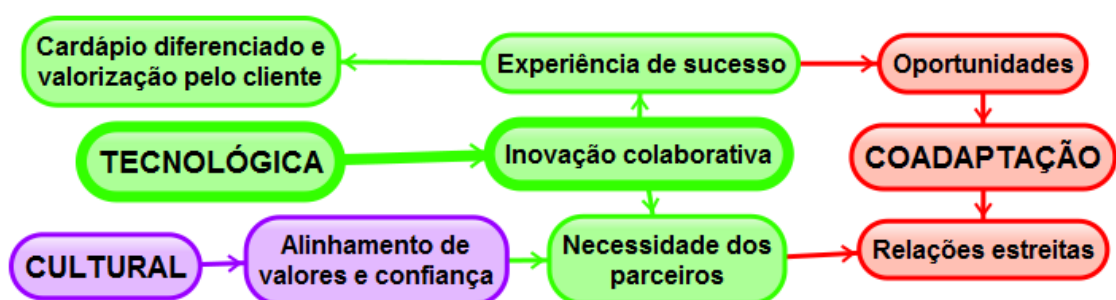 Cardápio diferenciado e
valorização pelo cliente
Experiência de sucesso
Oportunidades
TECNOLÓGICA
Inovação colaborativa
COADAPTAÇÃO
CULTURAL
Alinhamento de
valores e confiança
Necessidade dos
parceiros
Relações estreitas